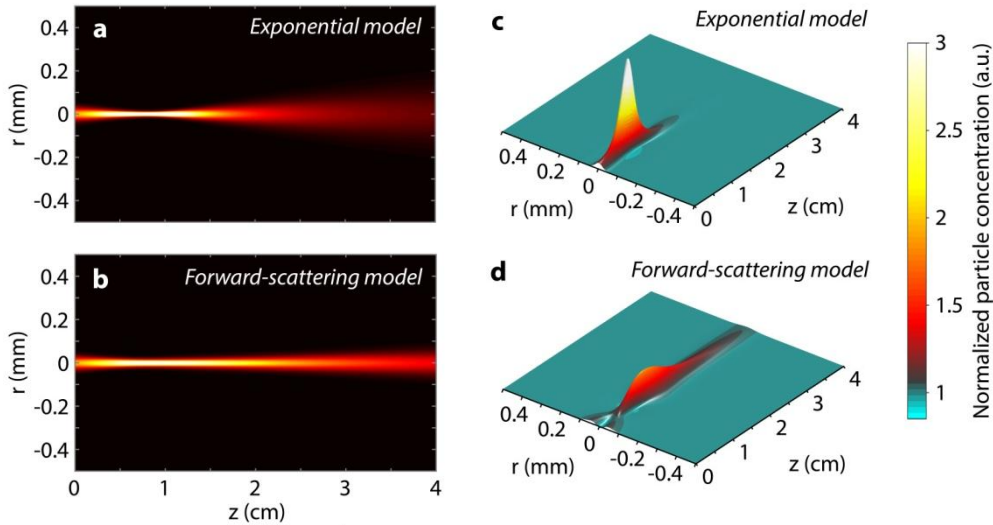 a
Exponential model
r (mm)
0.4
0.2
0
-0.2
-0.4
b
Forward-scattering model
r (mm)
0.4
0.2
0
-0.2
-0.4
0 1 2 3 4
z (cm)
c
Exponential model
0.4 0.2 0 -0.2 -0.4
r (mm)
0 1 2 3 4
z (cm)
d
Forward-scattering model
0.4 0.2 0 -0.2 -0.4
r (mm)
0 1 2 3 4
z (cm)
3
2.5
2
1.5
1
Normalized particle concentration (a.u.)